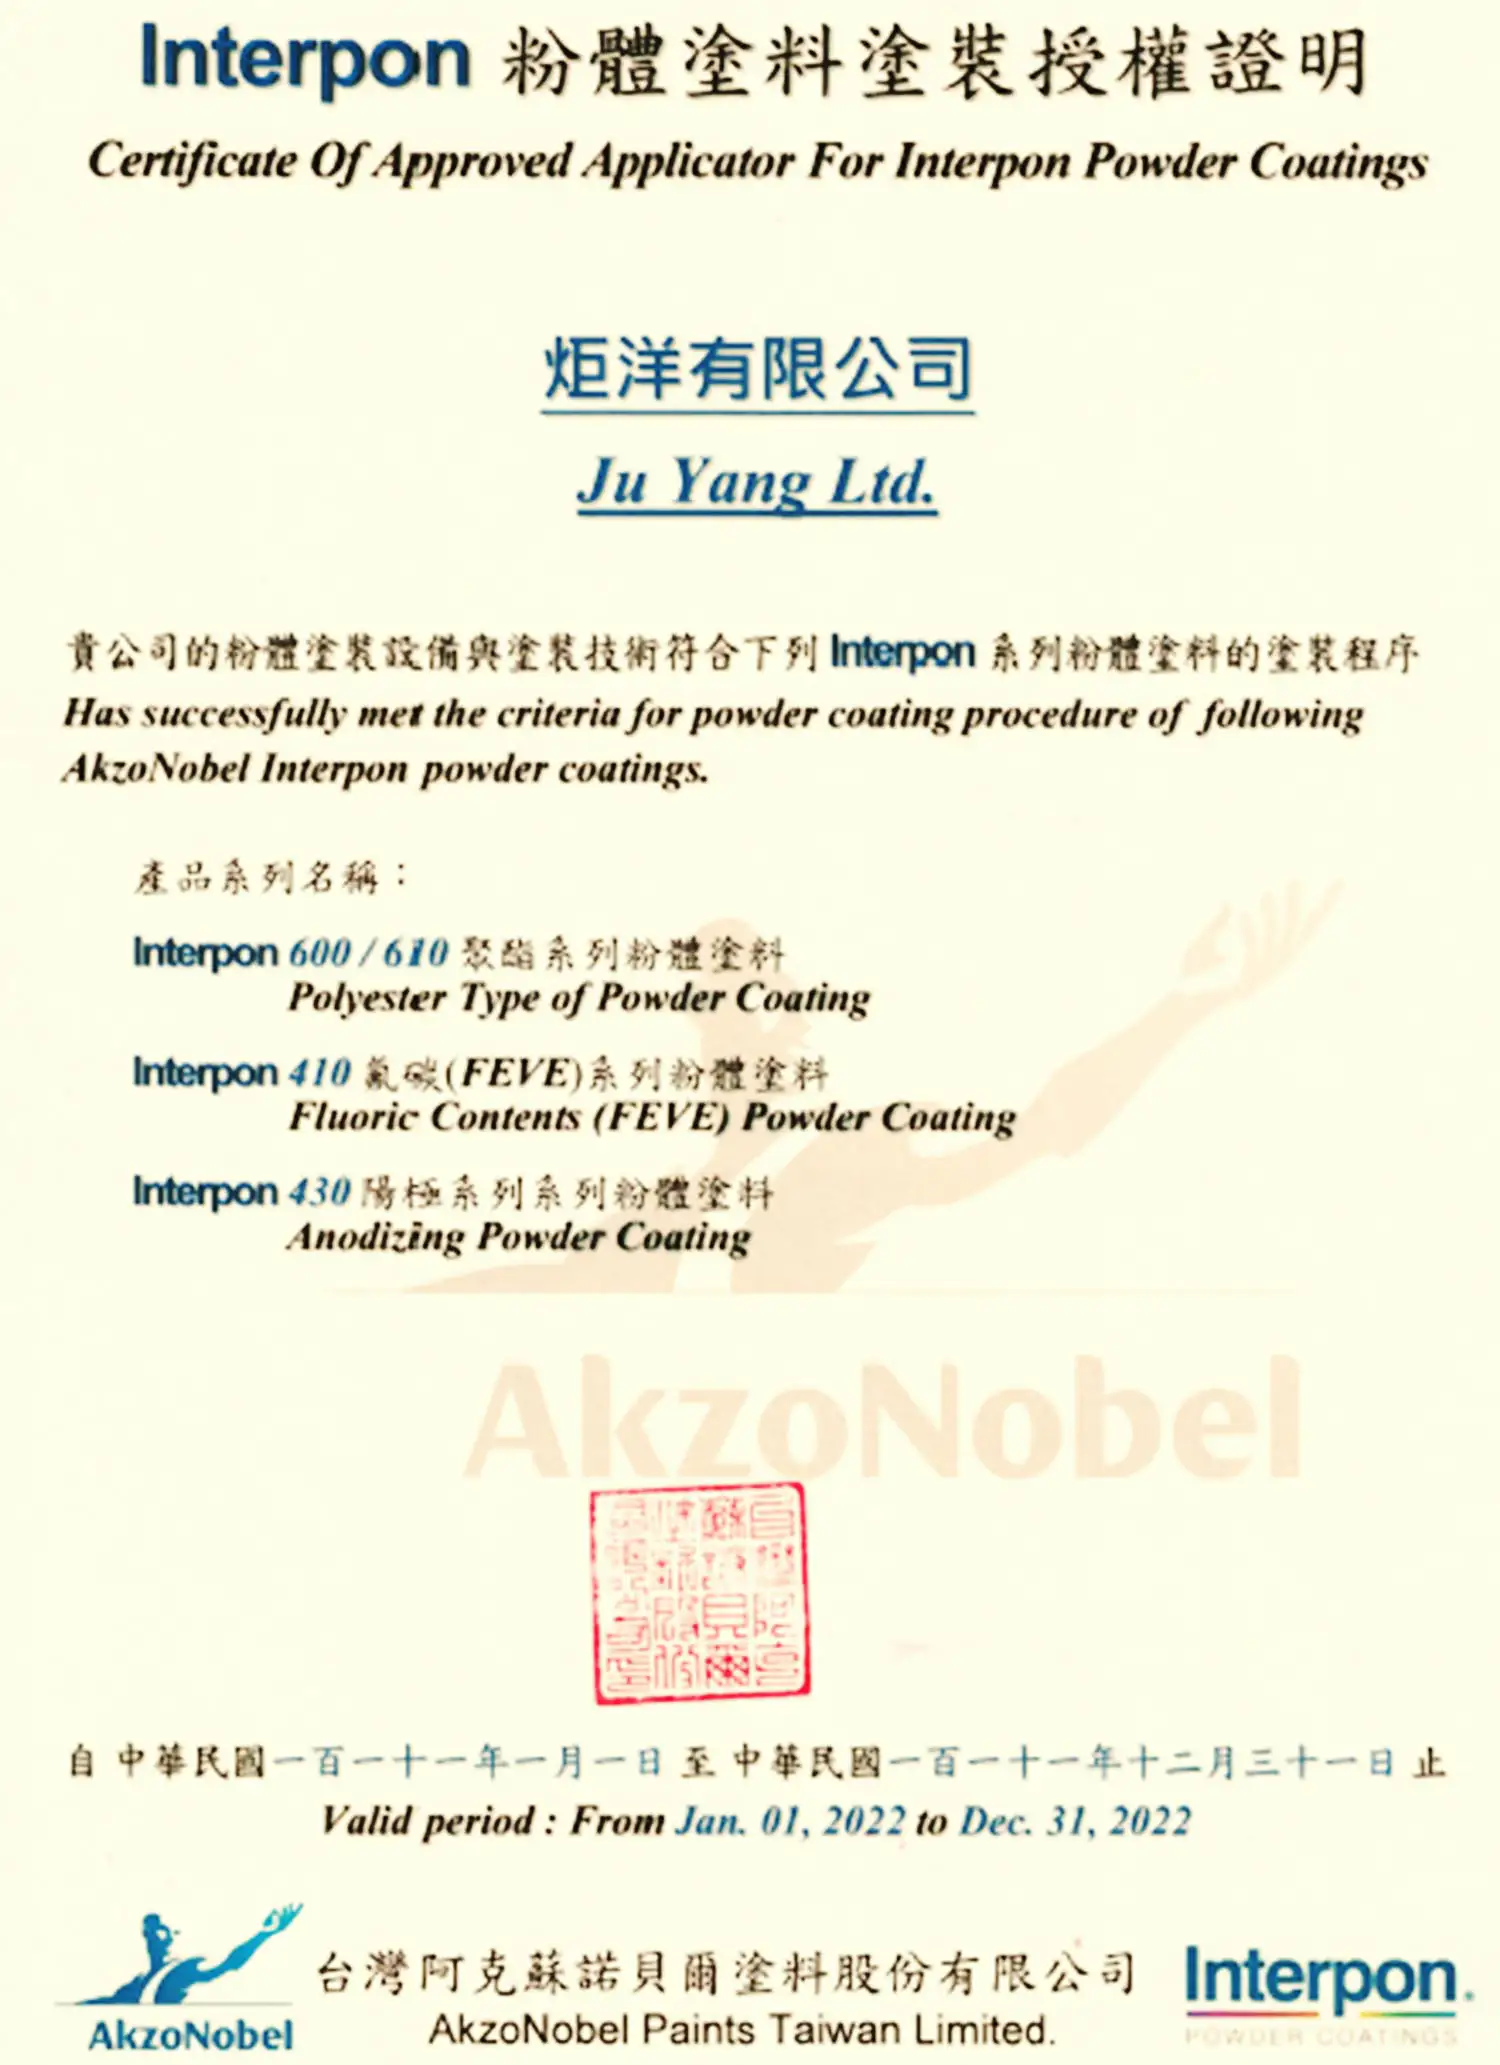 Interpon 粉體塗料塗裝授權證明
Certificate Of Approved Applicator For Interpon Powder Coatings
炬洋有限公司
Ju Yang Ltd.
貴公司的粉體塗裝設備與塗裝技術符合下列 Interpon 系列粉體塗料的塗裝程序
Has successfully met the criteria for powder coating procedure of following
AkzoNobel Interpon powder coatings.
產品系列名稱：
Interpon 600 / 610 聚酯系列粉體塗料
Polyester Type of Powder Coating
Interpon 410 氟碳(FEVE)系列粉體塗料
Fluoric Contents (FEVE) Powder Coating
Interpon 430 陽極系列系列粉體塗料
Anodizing Powder Coating
AkzoNobel
自 中華民國一百一十一年一月一日 至 中華民國一百一十一年十二月三十一日 止
Valid period : From Jan. 01, 2022 to Dec. 31, 2022
台灣阿克蘇諾貝爾塗料股份有限公司
AkzoNobel Paints Taiwan Limited.
AkzoNobel
Interpon.
POWDER COATINGS